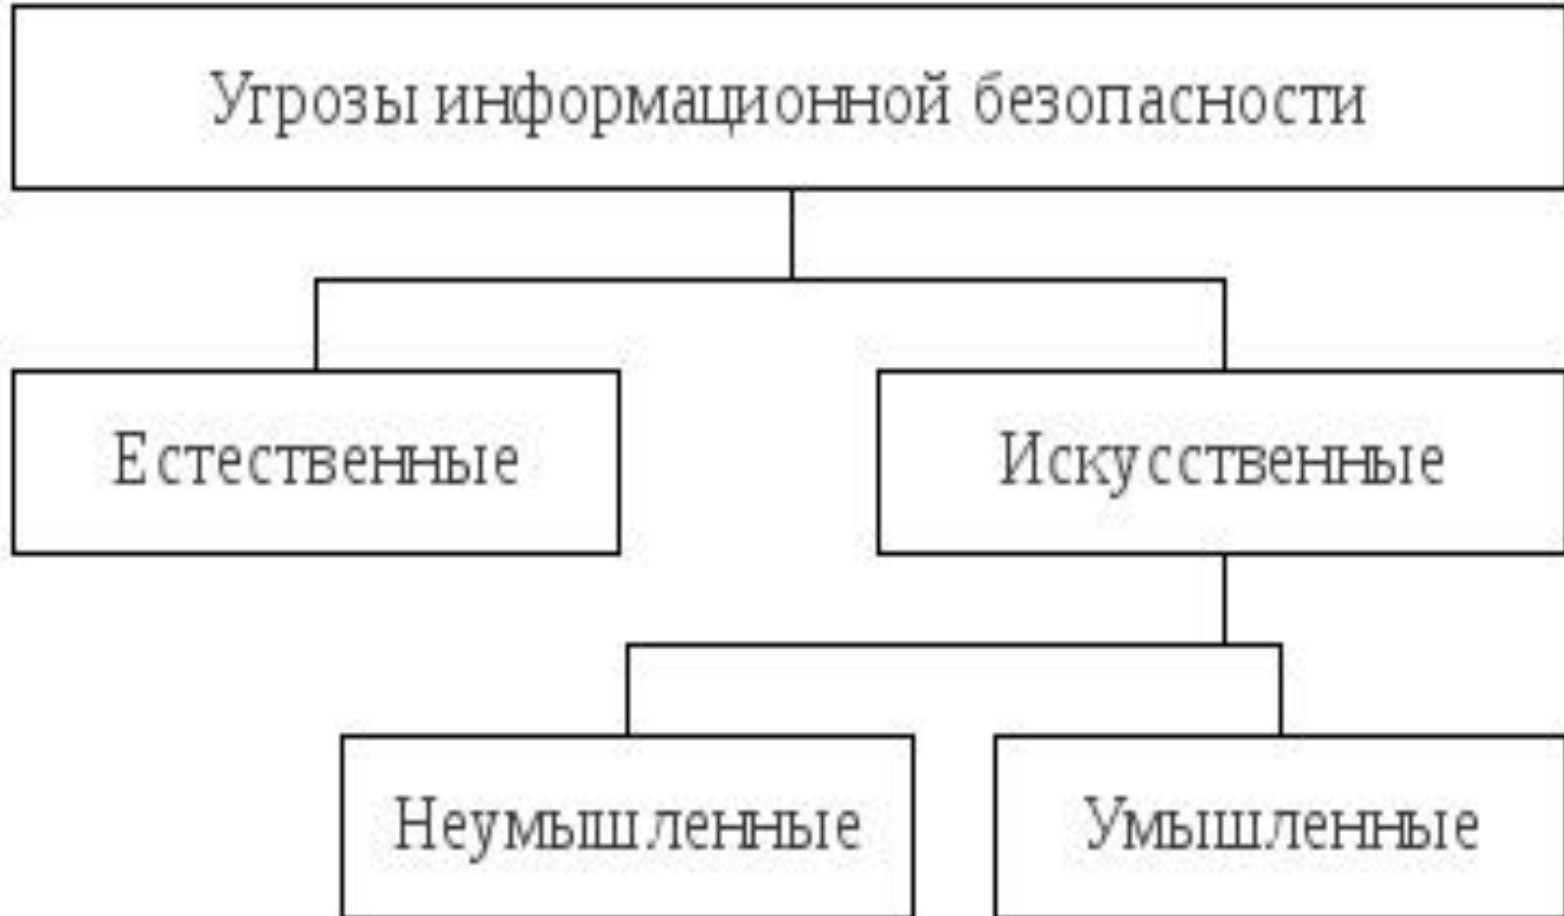 Угрозы информационной безопасности
Естественные
Искусственные
Неумышленные
Умышленные